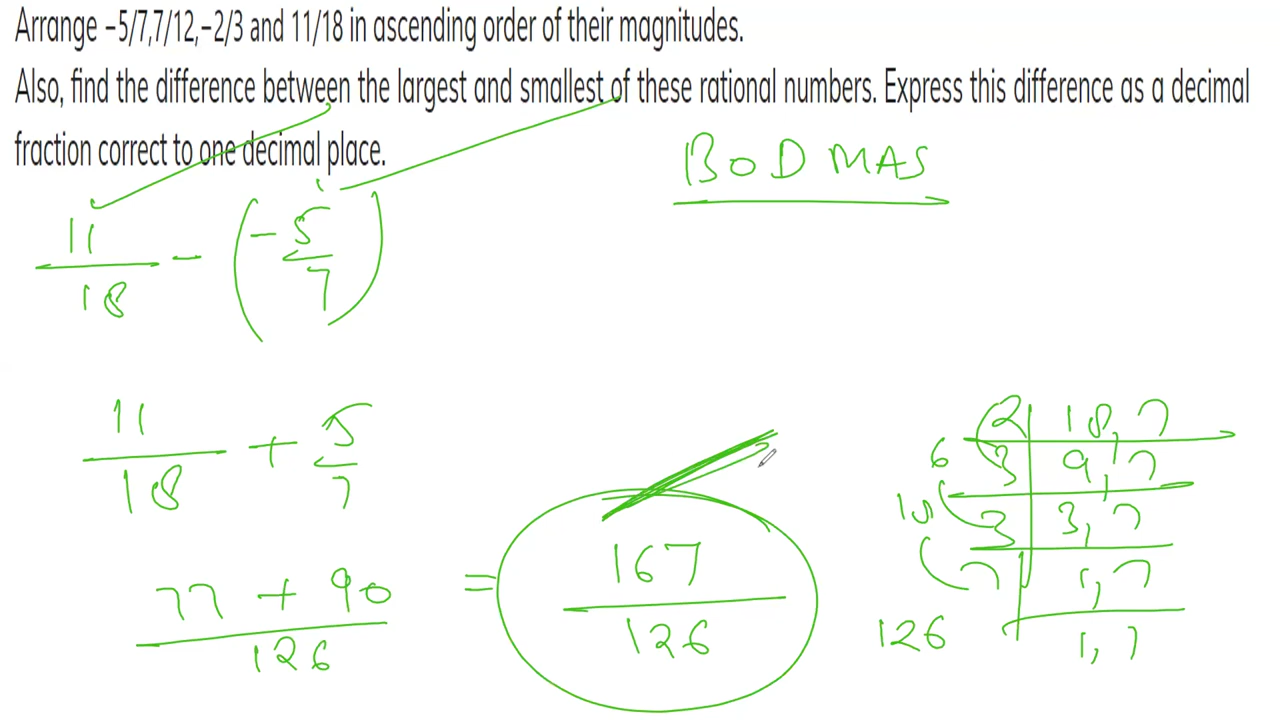 Arrange –5/7,7/12,–2/3 and 11/18 in ascending order of their magnitudes.
Also, find the difference between the largest and smallest of these rational numbers. Express this difference as a decimal
fraction correct to one decimal place.
BODMAS
11/18 - (-5/7)
11/18 + 5/7
77 + 90 / 126 = 167/126
2 | 18, 7
6 3 | 9, 7
3 | 3, 7
7 | 1, 7
126 1, 7